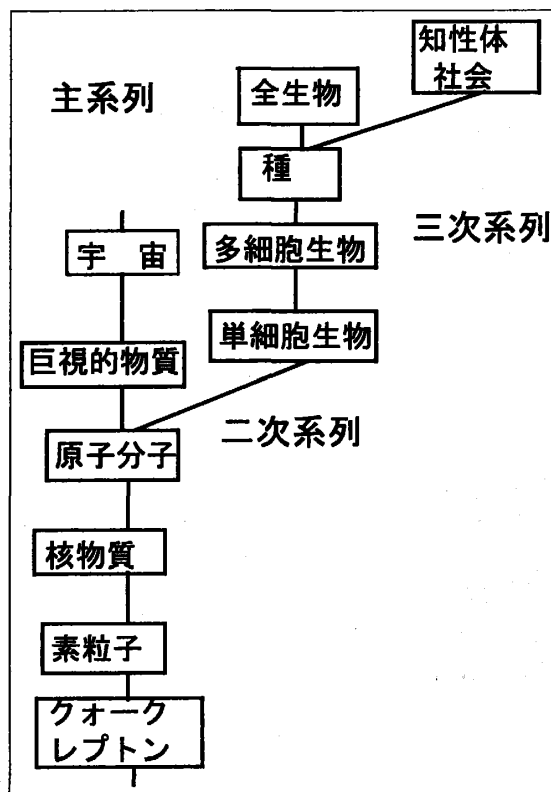 知性体
社会
主系列
全生物
種
三次系列
宇　宙
多細胞生物
単細胞生物
巨視的物質
二次系列
原子分子
核物質
素粒子
クォーク
レプトン